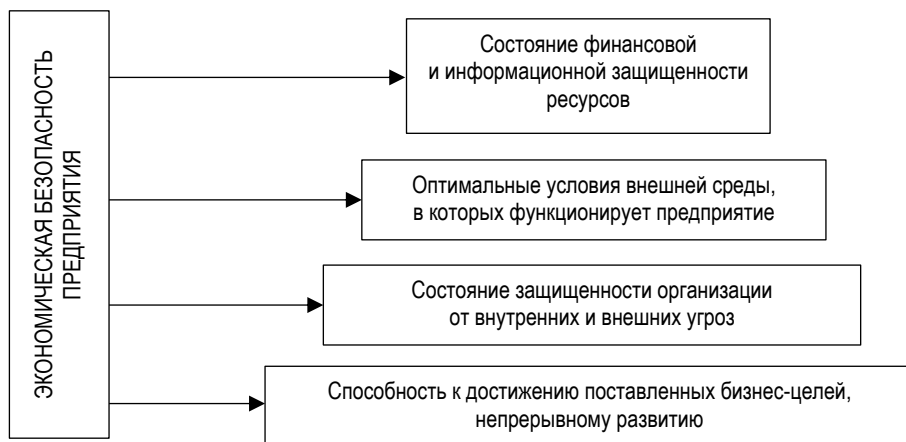 ЭКОНОМИЧЕСКАЯ БЕЗОПАСНОСТЬ
ПРЕДПРИЯТИЯ
Состояние финансовой
и информационной защищенности
ресурсов
Оптимальные условия внешней среды,
в которых функционирует предприятие
Состояние защищенности организации
от внутренних и внешних угроз
Способность к достижению поставленных бизнес-целей,
непрерывному развитию